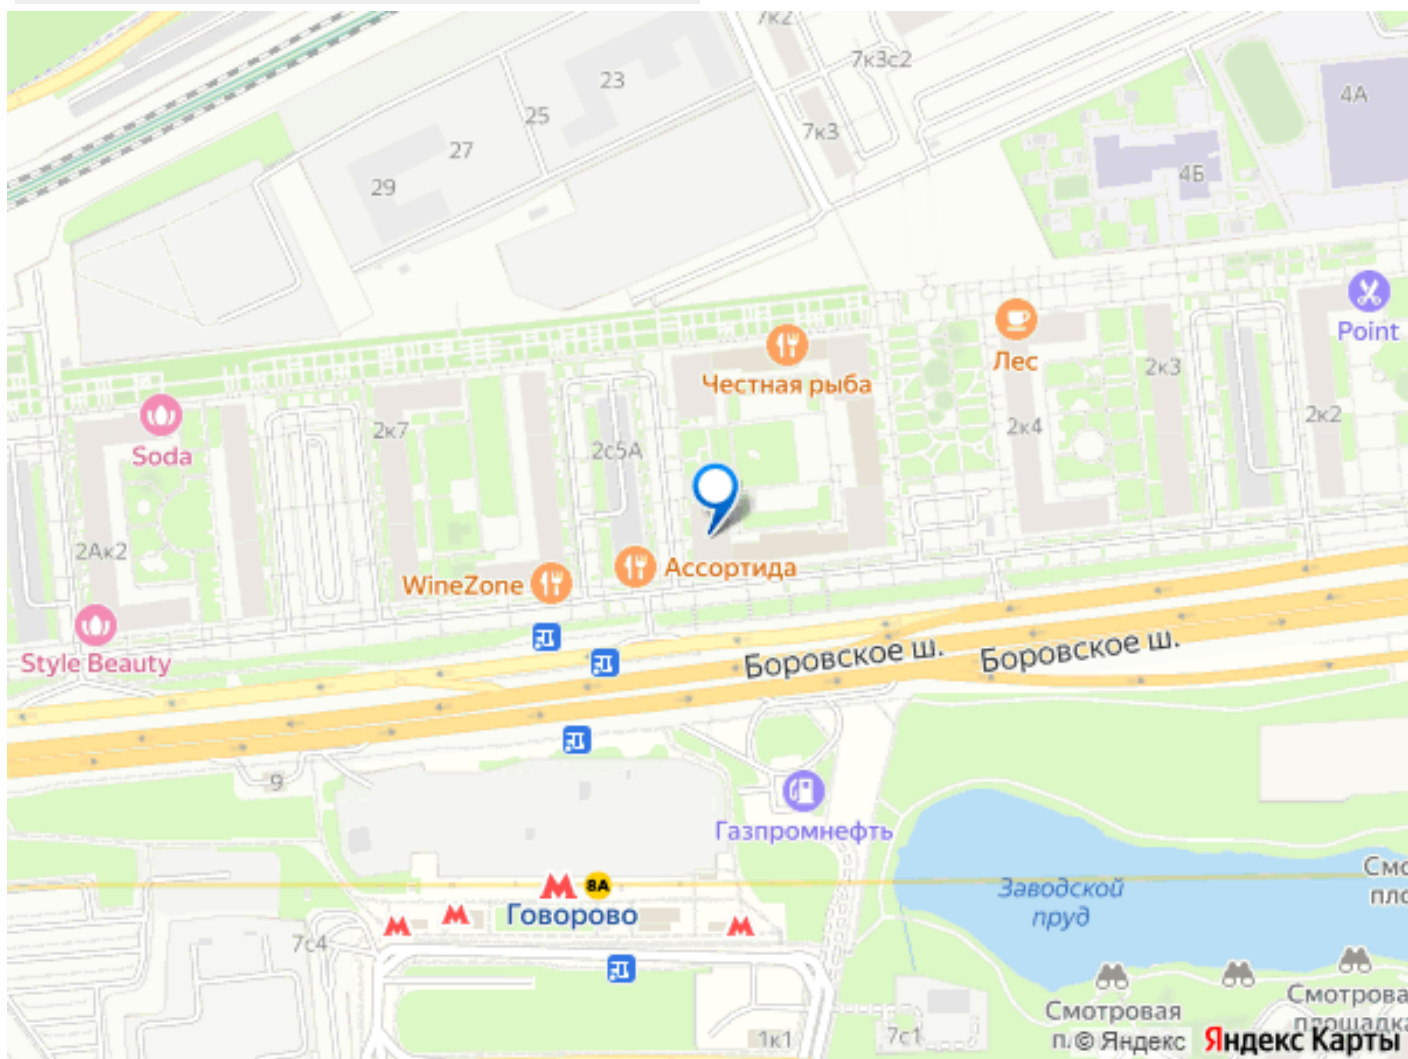 7к2
7к3с2
23
4А
25
7к3
27
4Б
29
Point
Лес
Честная рыба
2к3
2к2
2к4
2к7
Soda
2с5А
2Ак2
Ассортида
WineZone
Боровское ш.
Боровское ш.
Style Beauty
9
Газпромнефть
8А
Говорово
Заводской
пруд
7с4
Смотровая
1к1
7с1
© Яндекс
Яндекс Карты